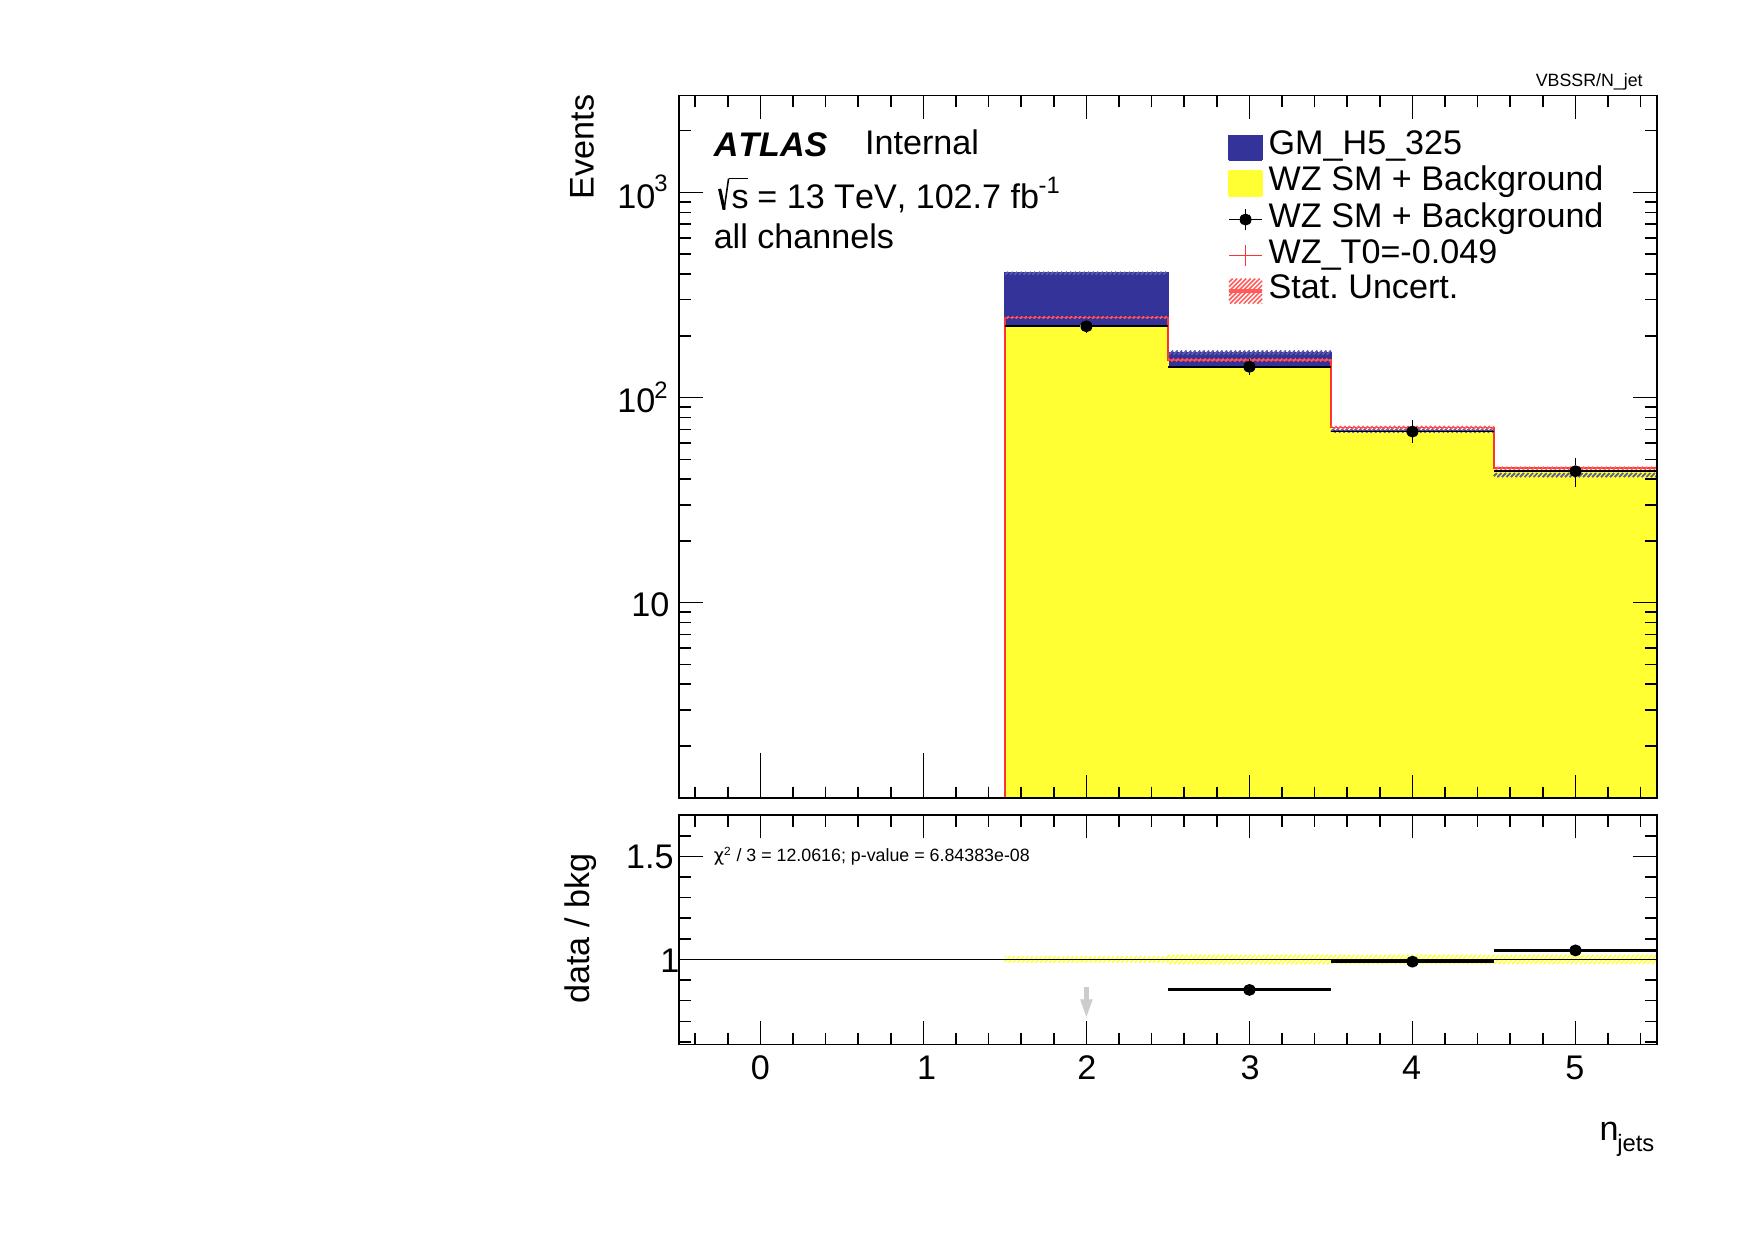 VBSSR/N_jet
Events
ATLAS Internal
√s = 13 TeV, 102.7 fb⁻¹
all channels
GM_H5_325
WZ SM + Background
WZ SM + Background
WZ_T0=-0.049
Stat. Uncert.
10³
10²
10
data / bkg
χ² / 3 = 12.0616; p-value = 6.84383e-08
1.5
1
0 1 2 3 4 5
n_jets